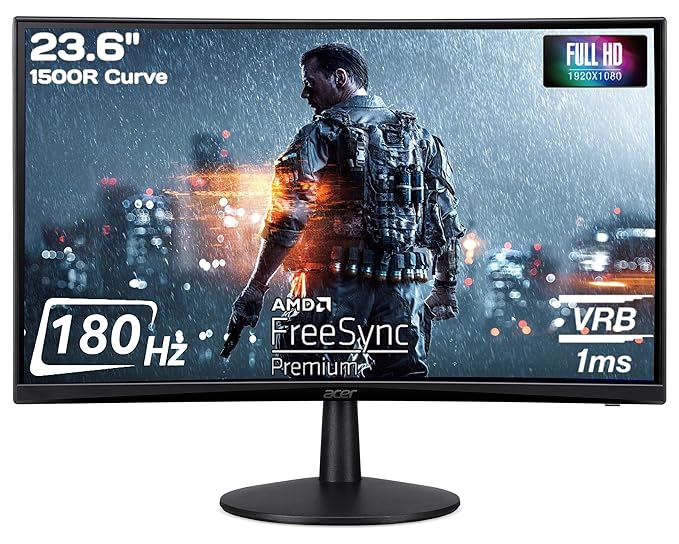 23.6"
1500R Curve
FULL HD
1920X1080
AMD
FreeSync
Premium
180Hz
VRB
1ms
acer